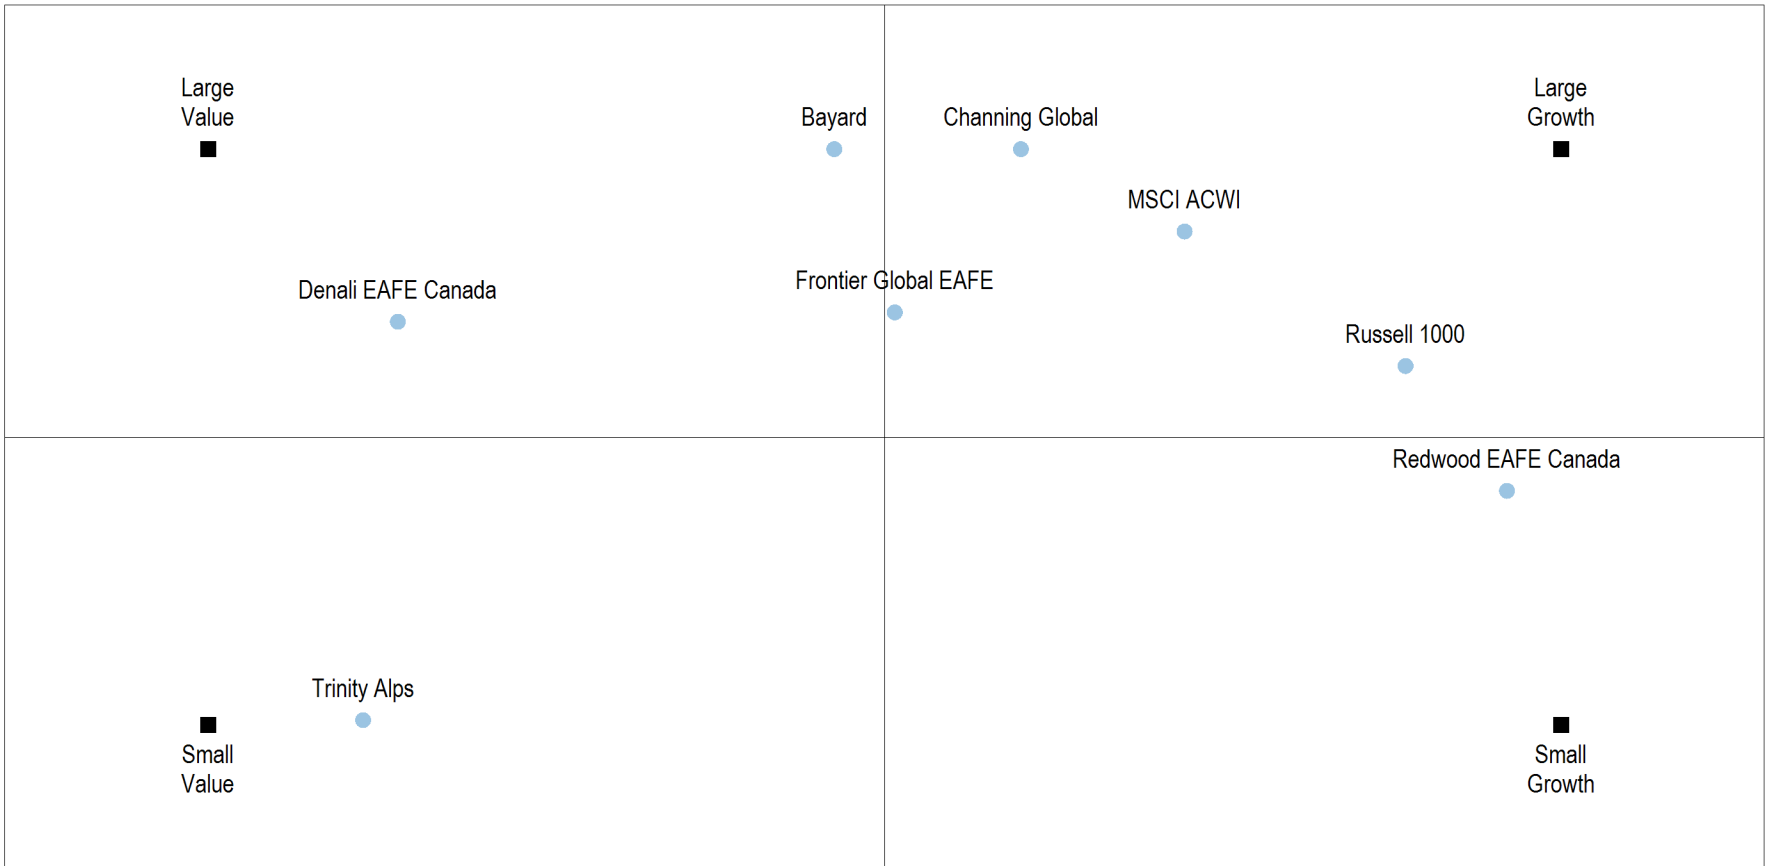 Large
Value
Large
Growth
Bayard
Channing Global
MSCI ACWI
Denali EAFE Canada
Frontier Global EAFE
Russell 1000
Redwood EAFE Canada
Trinity Alps
Small
Value
Small
Growth